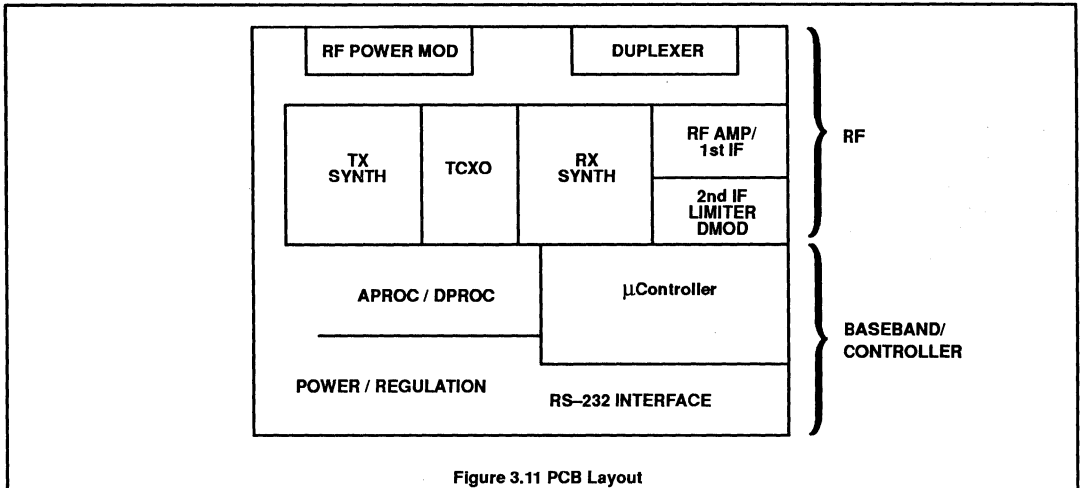 RF POWER MOD
DUPLEXER
TX
SYNTH
TCXO
RX
SYNTH
RF AMP/
1st IF
2nd IF
LIMITER
DMOD
RF
APROC / DPROC
µController
BASEBAND/
CONTROLLER
POWER / REGULATION
RS–232 INTERFACE
Figure 3.11 PCB Layout